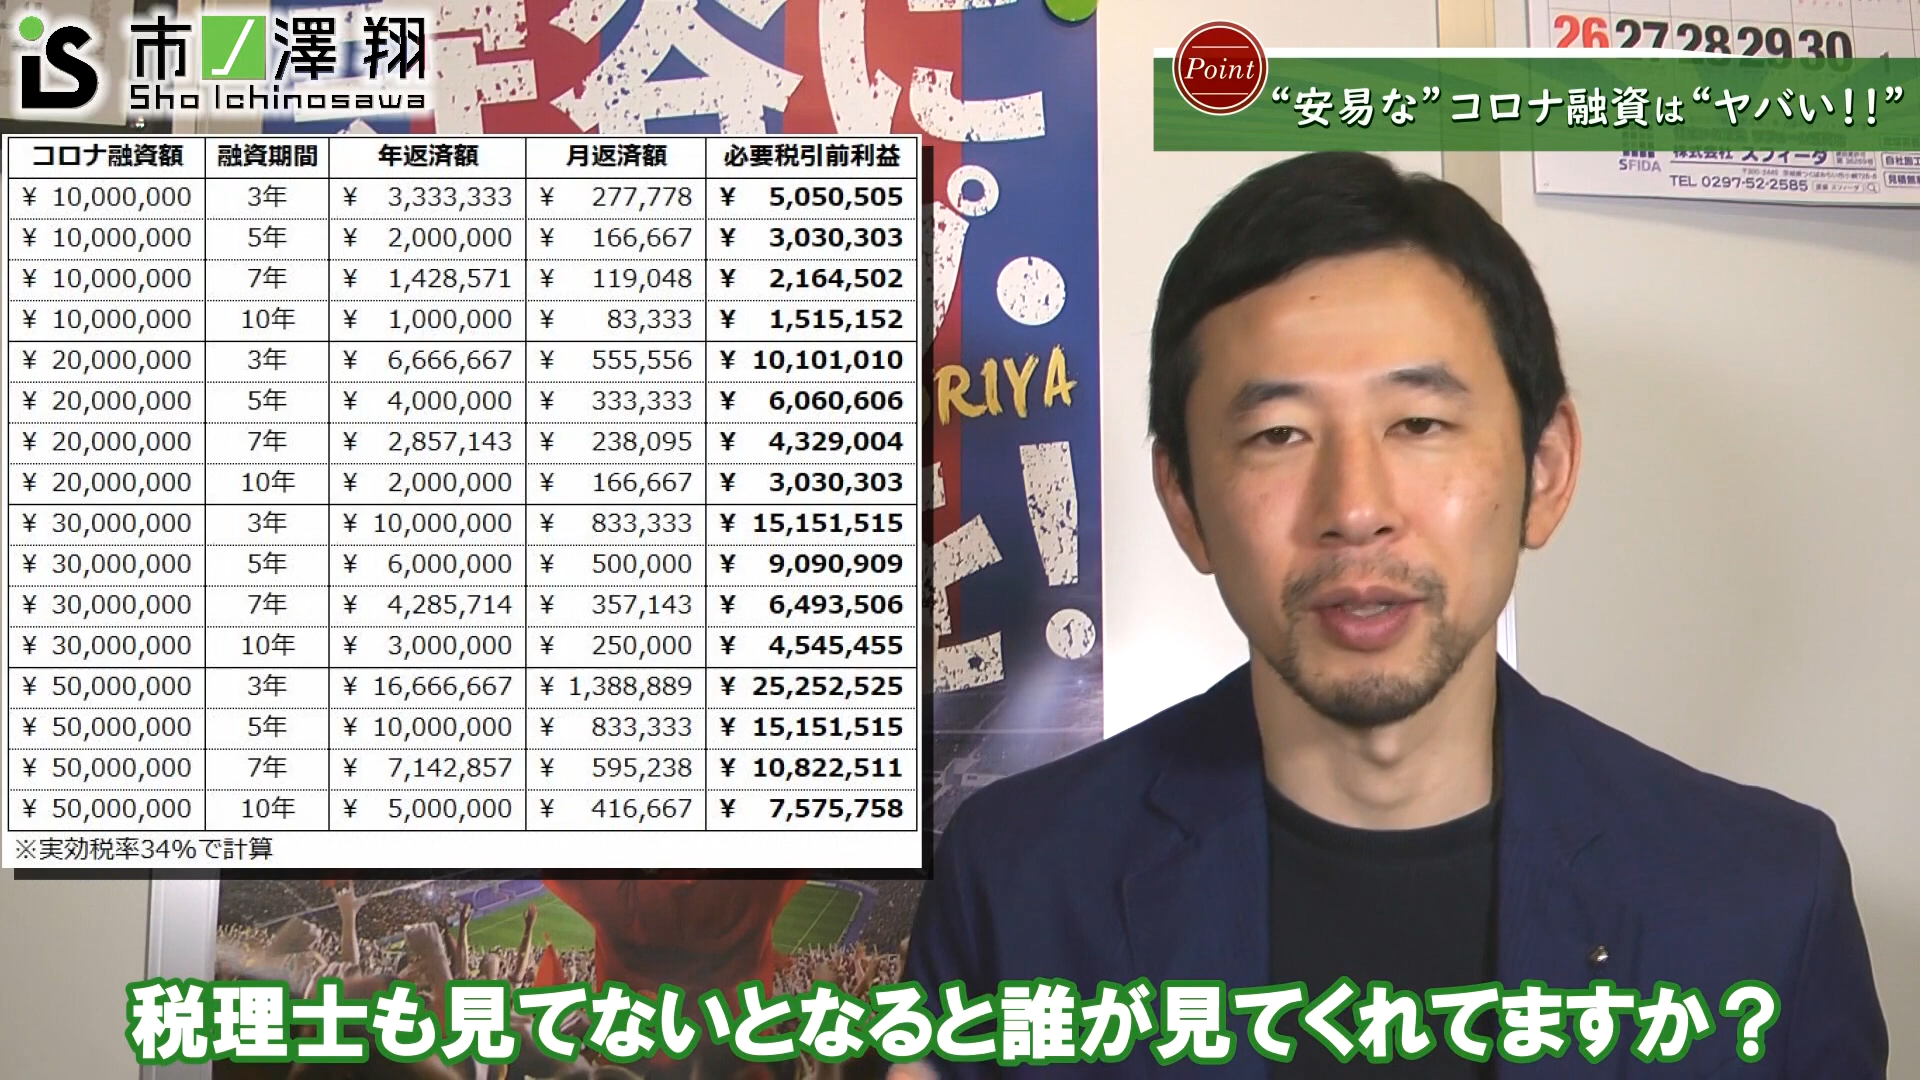 iS 市ノ澤 翔
Sho Ichinosawa
26 27 28 29 30
Point
“安易な”コロナ融資は“ヤバい!!”
SFIDA 株式会社 スフィーダ
TEL 0297-52-2585
RIYA
コロナ融資額 融資期間 年返済額 月返済額 必要税引前利益
¥ 10,000,000 3年 ¥ 3,333,333 ¥ 277,778 ¥ 5,050,505
¥ 10,000,000 5年 ¥ 2,000,000 ¥ 166,667 ¥ 3,030,303
¥ 10,000,000 7年 ¥ 1,428,571 ¥ 119,048 ¥ 2,164,502
¥ 10,000,000 10年 ¥ 1,000,000 ¥ 83,333 ¥ 1,515,152
¥ 20,000,000 3年 ¥ 6,666,667 ¥ 555,556 ¥ 10,101,010
¥ 20,000,000 5年 ¥ 4,000,000 ¥ 333,333 ¥ 6,060,606
¥ 20,000,000 7年 ¥ 2,857,143 ¥ 238,095 ¥ 4,329,004
¥ 20,000,000 10年 ¥ 2,000,000 ¥ 166,667 ¥ 3,030,303
¥ 30,000,000 3年 ¥ 10,000,000 ¥ 833,333 ¥ 15,151,515
¥ 30,000,000 5年 ¥ 6,000,000 ¥ 500,000 ¥ 9,090,909
¥ 30,000,000 7年 ¥ 4,285,714 ¥ 357,143 ¥ 6,493,506
¥ 30,000,000 10年 ¥ 3,000,000 ¥ 250,000 ¥ 4,545,455
¥ 50,000,000 3年 ¥ 16,666,667 ¥ 1,388,889 ¥ 25,252,525
¥ 50,000,000 5年 ¥ 10,000,000 ¥ 833,333 ¥ 15,151,515
¥ 50,000,000 7年 ¥ 7,142,857 ¥ 595,238 ¥ 10,822,511
¥ 50,000,000 10年 ¥ 5,000,000 ¥ 416,667 ¥ 7,575,758
※実効税率34%で計算
税理士も見てないとなると誰が見てくれてますか？